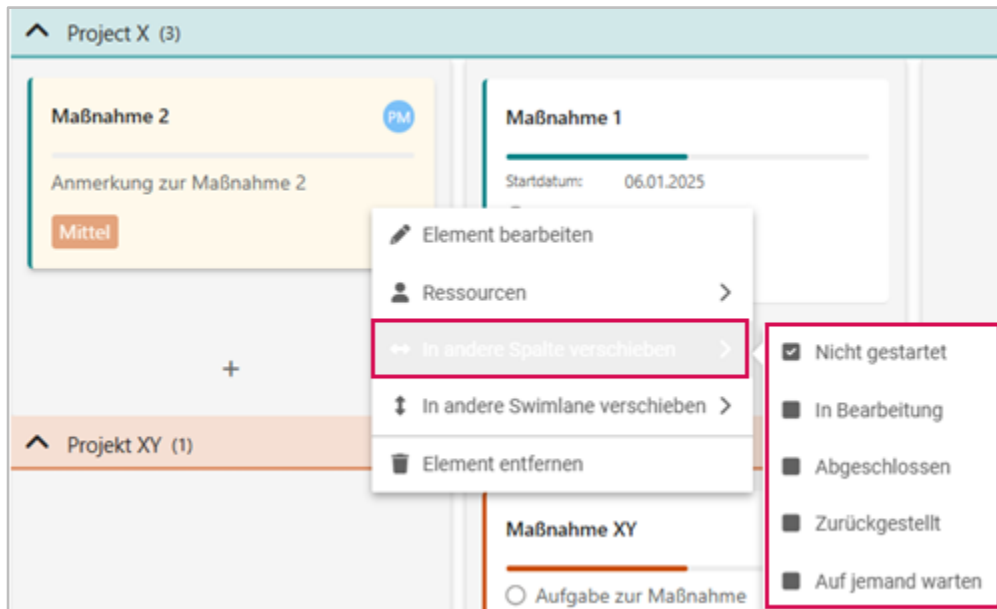 Project X (3)
Maßnahme 2
PM
Anmerkung zur Maßnahme 2
Mittel
Maßnahme 1
Startdatum: 06.01.2025
Element bearbeiten
Ressourcen
In andere Spalte verschieben
In andere Swimlane verschieben
Element entfernen
Nicht gestartet
In Bearbeitung
Abgeschlossen
Zurückgestellt
Auf jemand warten
Projekt XY (1)
Maßnahme XY
Aufgabe zur Maßnahme